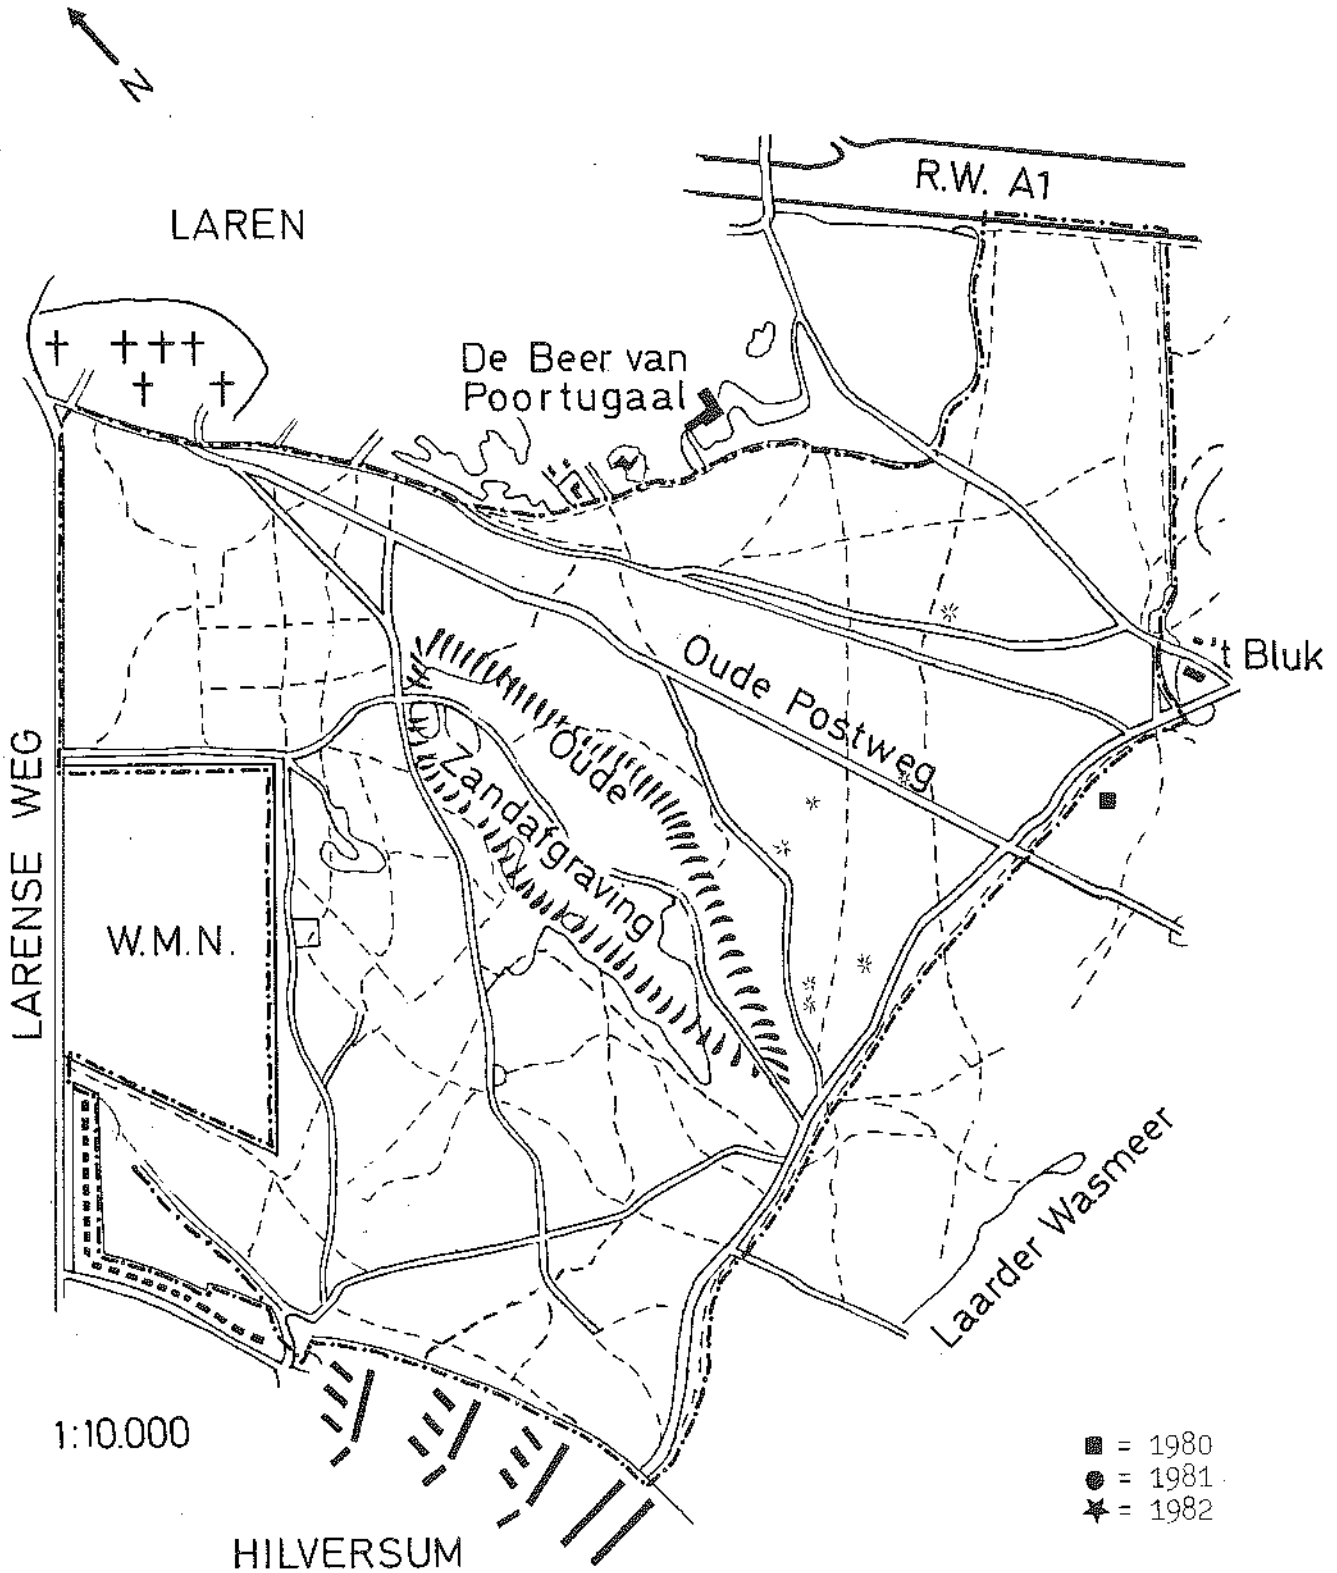 N
R.W. A1
LAREN
De Beer van
Poortugaal
't Bluk
Oude Postweg
Oude
Zandafgraving
LARENSE WEG
W.M.N.
Laarder Wasmeer
1:10.000
= 1980
= 1981
= 1982
HILVERSUM